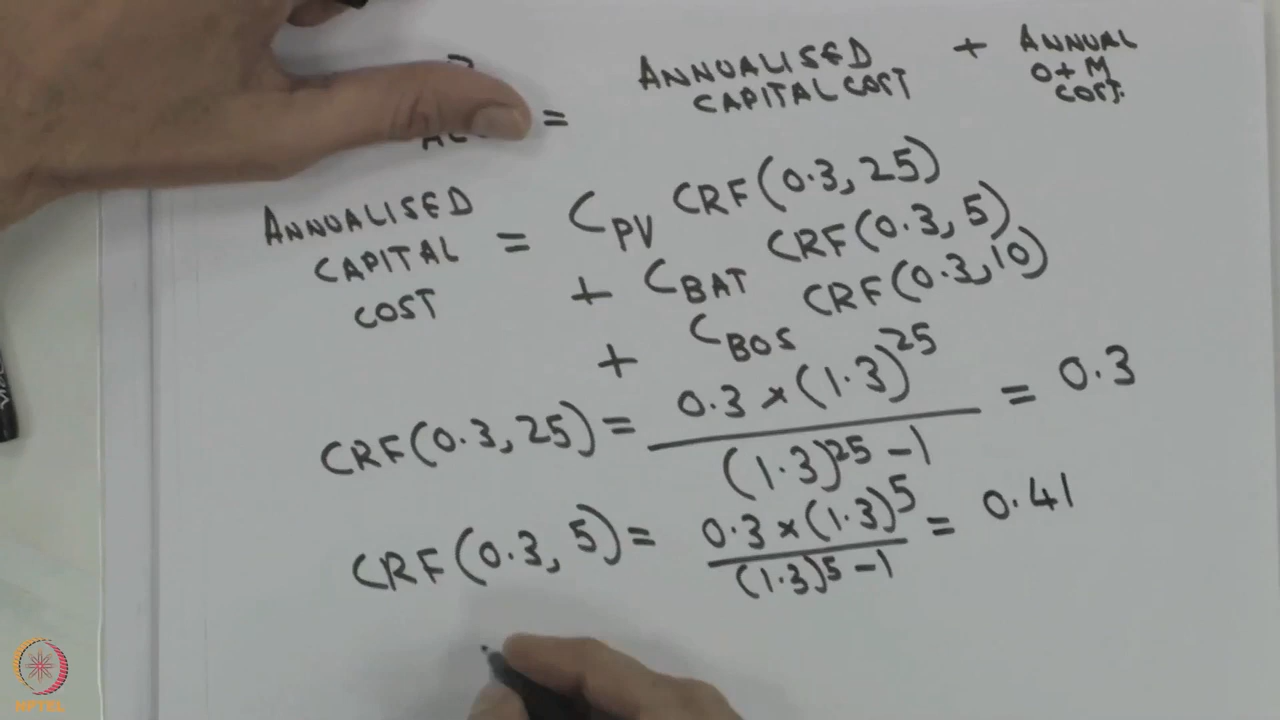 = ANNUALISED CAPITAL COST + ANNUAL O+M COST.
ANNUALISED CAPITAL COST = C_PV CRF(0.3, 25)
+ C_BAT CRF(0.3, 5)
+ C_BOS CRF(0.3, 10)
CRF(0.3, 25) = 0.3 × (1.3)^25 / (1.3)^25 - 1 = 0.3
CRF(0.3, 5) = 0.3 × (1.3)^5 / (1.3)^5 - 1 = 0.41
NPTEL